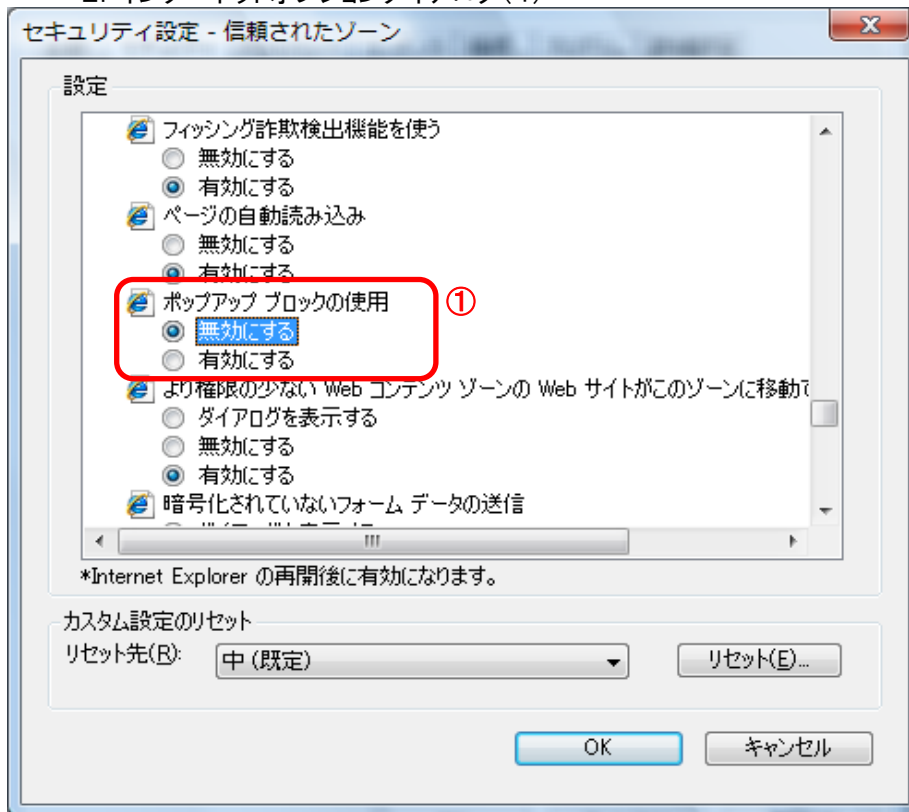 セキュリティ設定 - 信頼されたゾーン
設定
フィッシング詐欺検出機能を使う
無効にする
有効にする
ページの自動読み込み
無効にする
有効にする
ポップアップ ブロックの使用
①
無効にする
有効にする
より権限の少ない Web コンテンツ ゾーンの Web サイトがこのゾーンに移動で
ダイアログを表示する
無効にする
有効にする
暗号化されていないフォーム データの送信
*Internet Explorer の再開後に有効になります。
カスタム設定のリセット
リセット先(R):
中 (既定)
リセット(E)...
OK
キャンセル